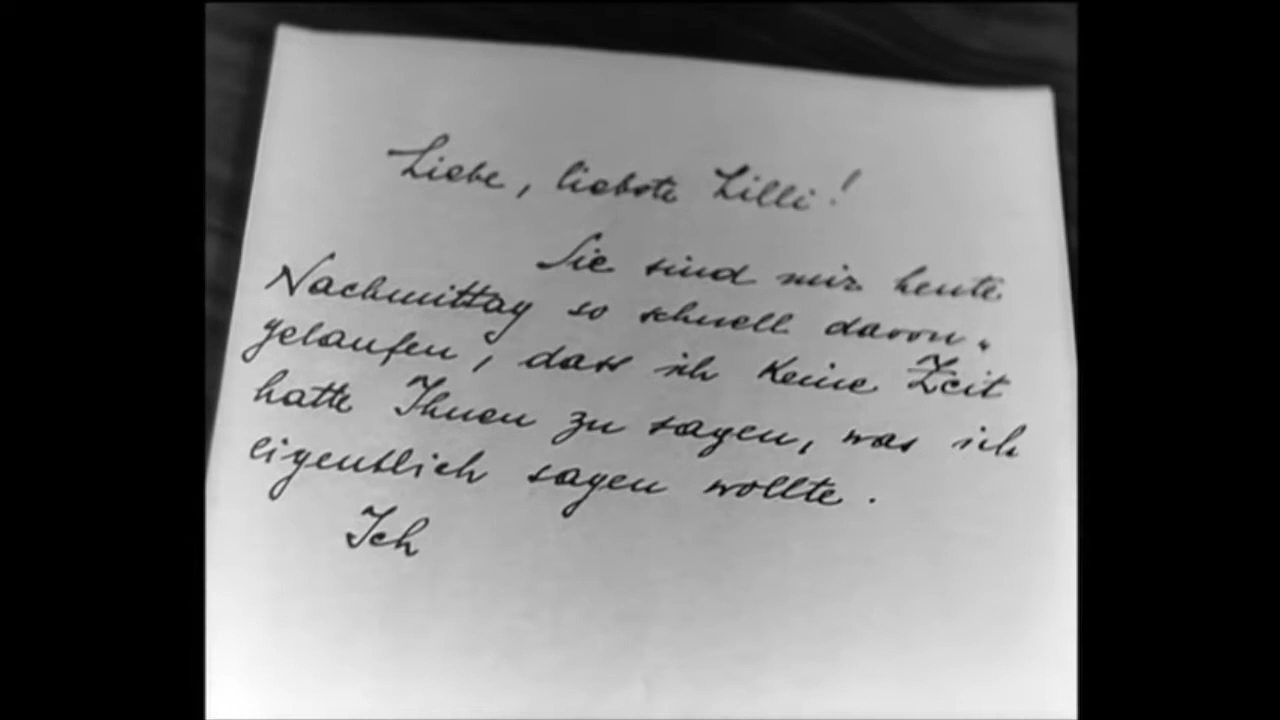 Liebe, liebste Lilli!
Sie sind mir heute
Nachmittag so schnell davon-
gelaufen, dass ich keine Zeit
hatte Ihnen zu sagen, was ich
eigentlich sagen wollte.
Ich